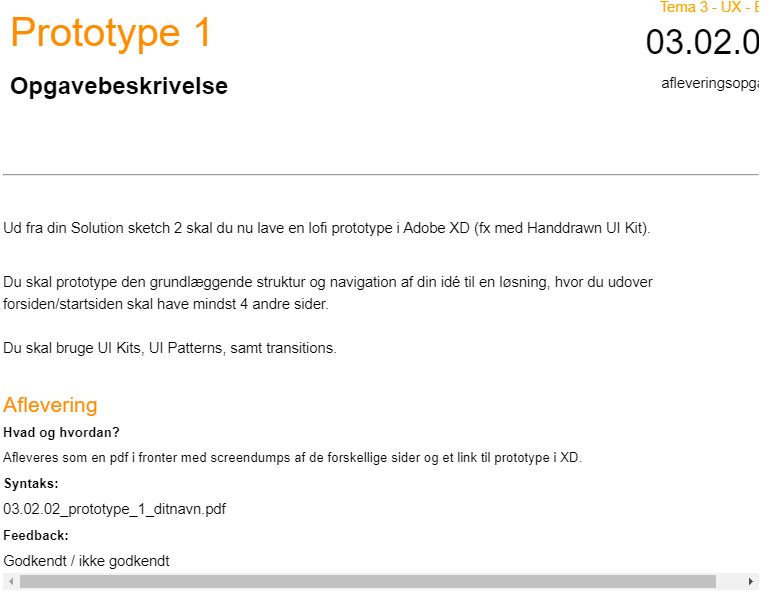 Tema 3 - UX -
Prototype 1
03.02.0
Opgavebeskrivelse
Ud fra din Solution sketch 2 skal du nu lave en lofi prototype i Adobe XD (fx med Handdrawn UI Kit).
Du skal prototype den grundlæggende struktur og navigation af din idé til en løsning, hvor du udover
forsiden/startsiden skal have mindst 4 andre sider.
Du skal bruge UI Kits, UI Patterns, samt transitions.
Aflevering
Hvad og hvordan?
Afleveres som en pdf i fronter med screendumps af de forskellige sider og et link til prototype i XD.
Syntaks:
03.02.02_prototype_1_ditnavn.pdf
Feedback:
Godkendt / ikke godkendt